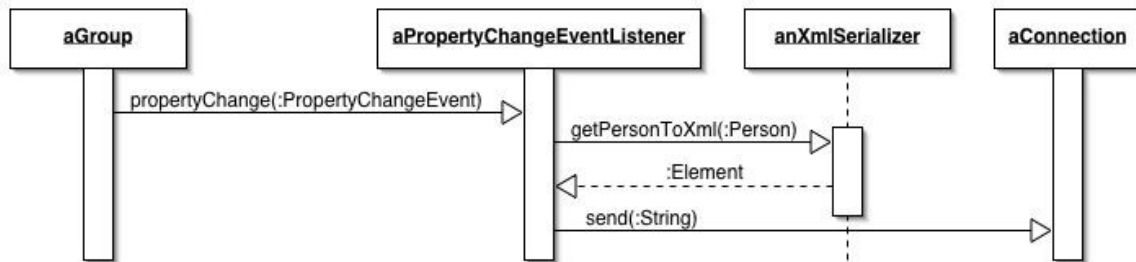 aGroup
aPropertyChangeEventListener
anXmlSerializer
aConnection
propertyChange(:PropertyChangeEvent)
getPersonToXml(:Person)
:Element
send(:String)